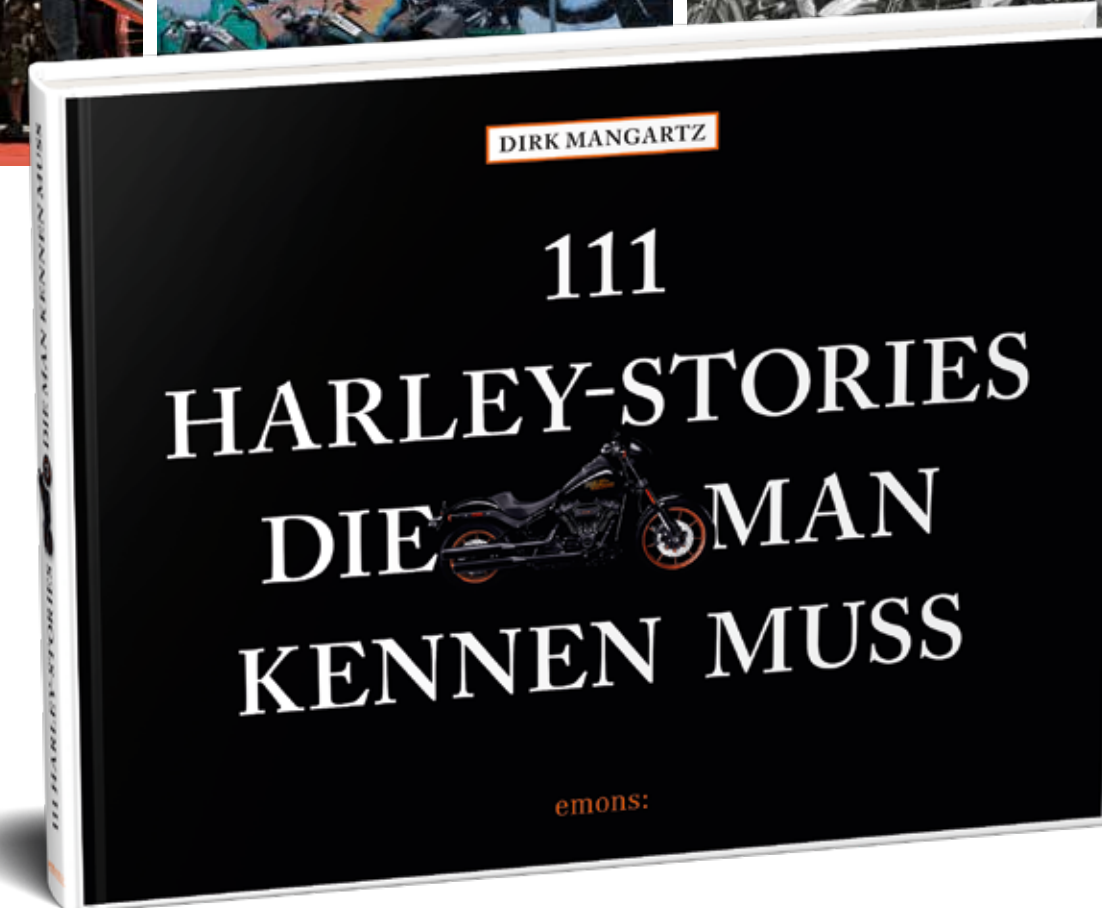 DIRK MANGARTZ
111
HARLEY-STORIES
DIE MAN
KENNEN MUSS
emons:
111 HARLEY-STORIES DIE MAN KENNEN MUSS